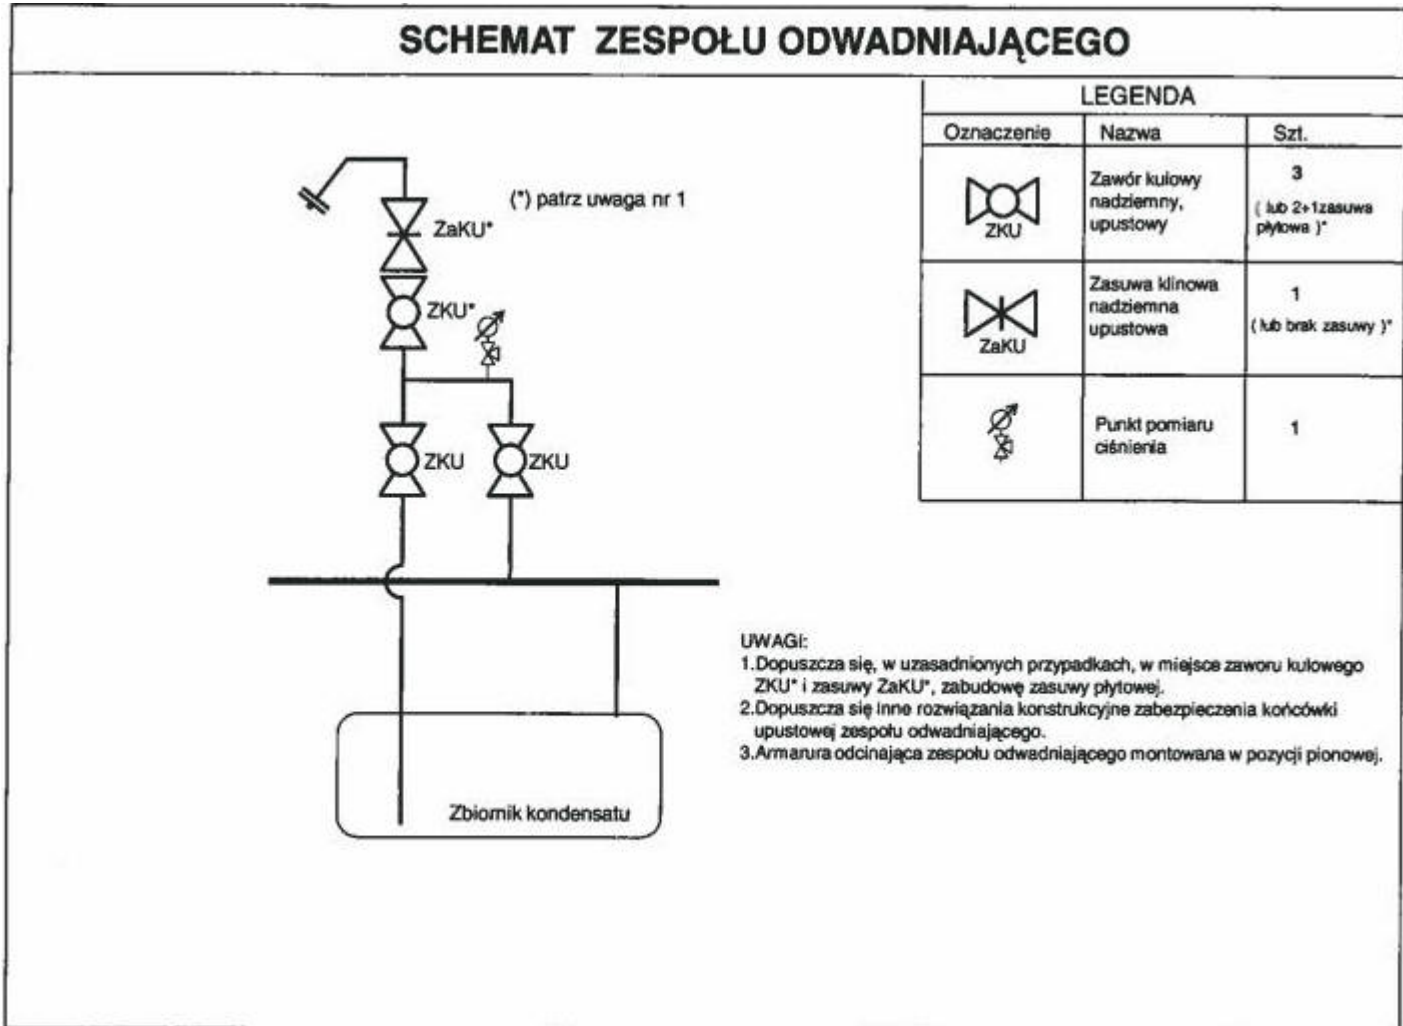 SCHEMAT ZESPOŁU ODWADNIAJĄCEGO
(*) patrz uwaga nr 1
ZaKU*
ZKU*
ZKU
ZKU
Zbiornik kondensatu
LEGENDA
Oznaczenie
Nazwa
Szt.
ZKU
Zawór kulowy
nadziemny,
upustowy
3
( lub 2+1zasuwa
płytowa )*
ZaKU
Zasuwa klinowa
nadziemna
upustowa
1
( lub brak zasuwy )*
Punkt pomiaru
ciśnienia
1
UWAGI:
1.Dopuszcza się, w uzasadnionych przypadkach, w miejsce zaworu kulowego
ZKU* i zasuwy ZaKU*, zabudowę zasuwy płytowej.
2.Dopuszcza się inne rozwiązania konstrukcyjne zabezpieczenia końcówki
upustowej zespołu odwadniającego.
3.Armarura odcinająca zespołu odwadniającego montowana w pozycji pionowej.